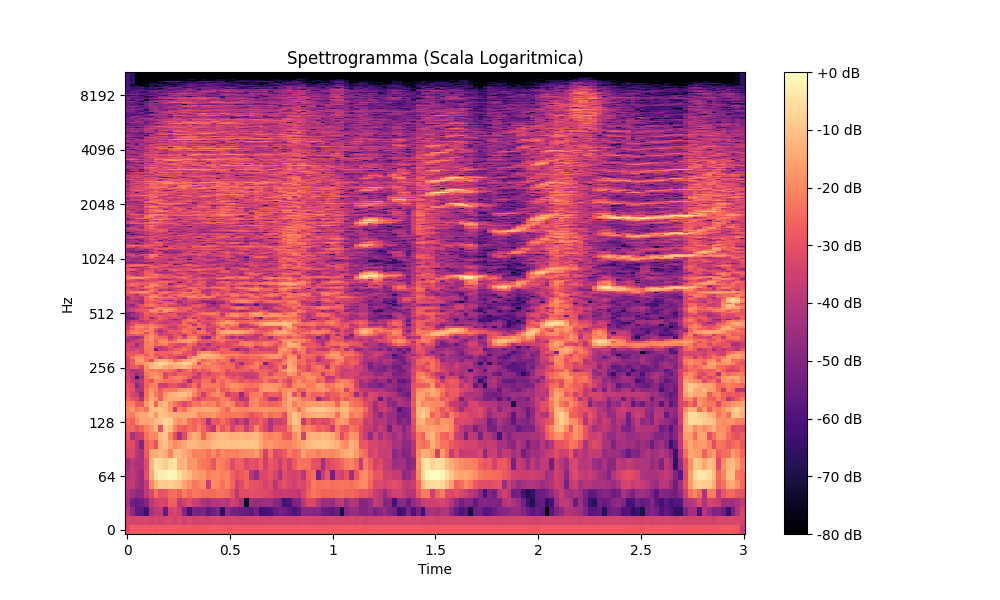 Spettrogramma (Scala Logaritmica)
Hz
8192
4096
2048
1024
512
256
128
64
0
0
0.5
1
1.5
2
2.5
3
Time
+0 dB
-10 dB
-20 dB
-30 dB
-40 dB
-50 dB
-60 dB
-70 dB
-80 dB